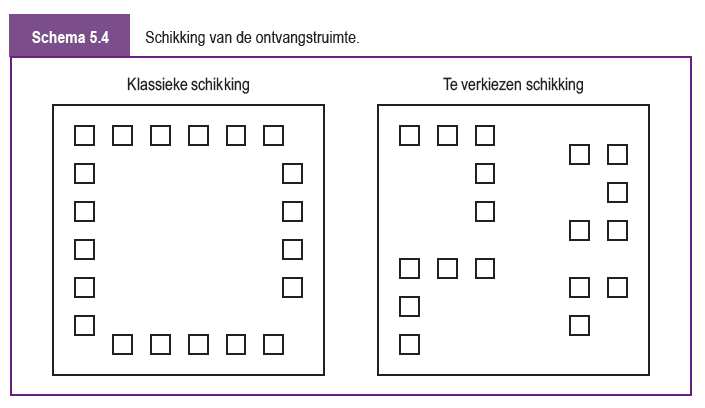 Schema 5.4 Schikking van de ontvangstruimte.
Klassieke schikking
Te verkiezen schikking